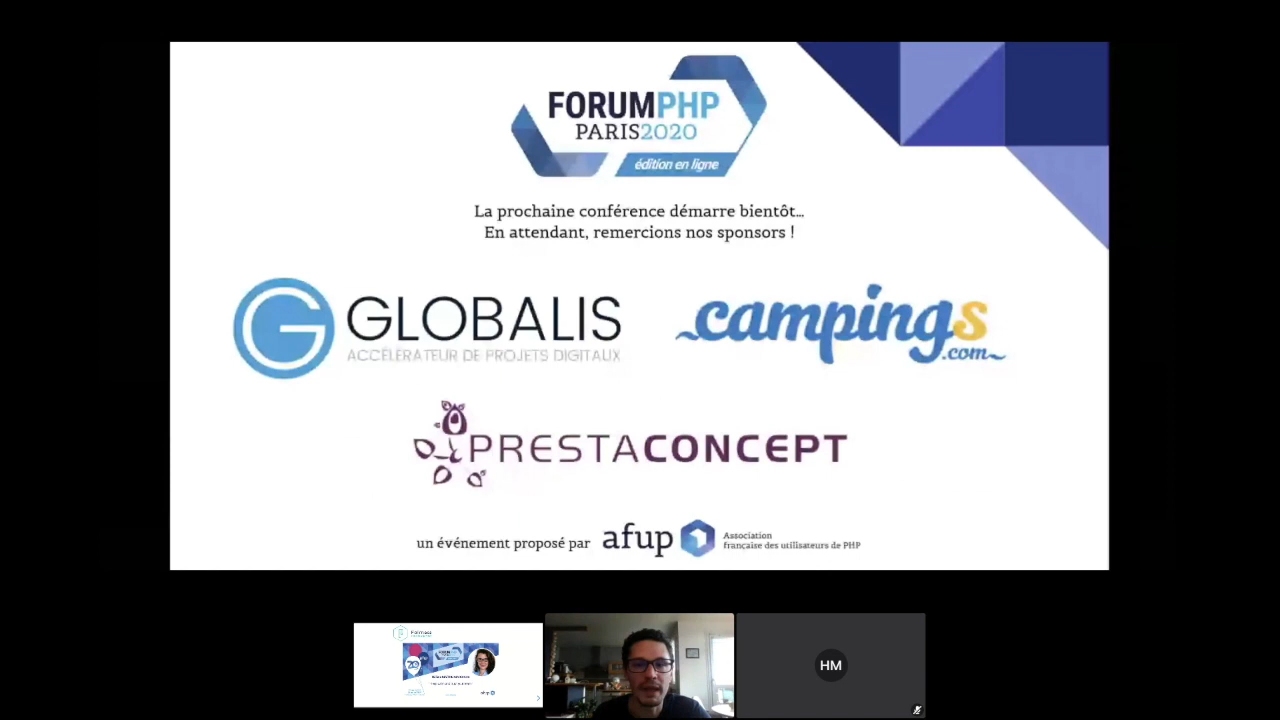 FORUMPHP
PARIS2020
édition en ligne
La prochaine conférence démarre bientôt...
En attendant, remercions nos sponsors !
GLOBALIS
ACCÉLÉRATEUR DE PROJETS DIGITAUX
campings
.com
PRESTACONCEPT
un événement proposé par
afup
Association
française des utilisateurs de PHP
HM